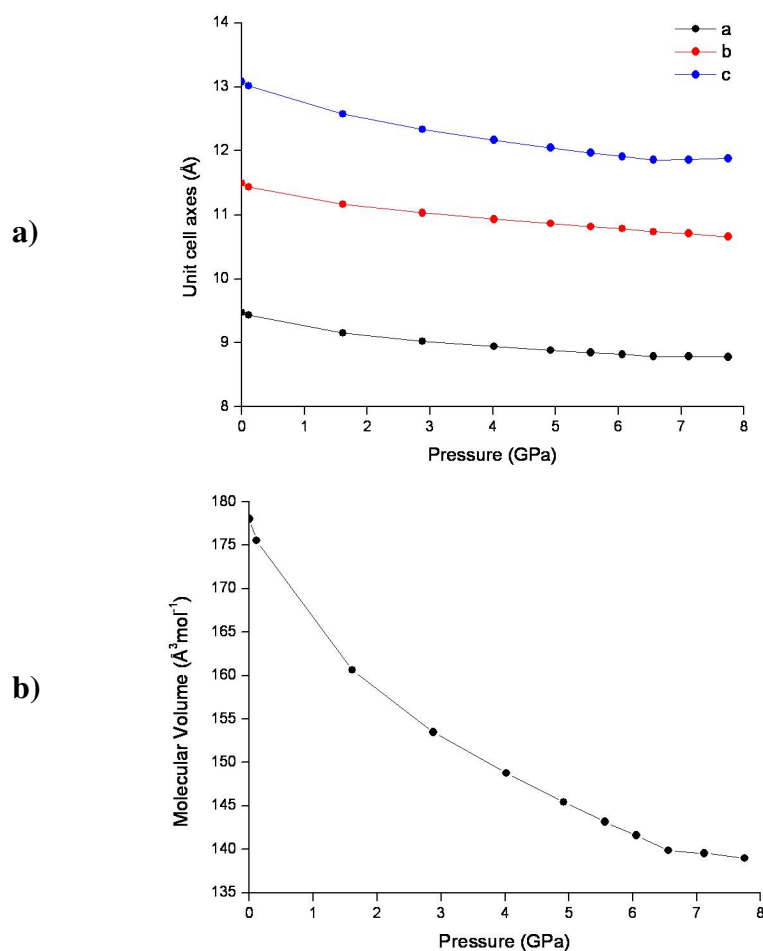 a)
Unit cell axes (Å)
14
13
12
11
10
9
8
a
b
c
0 1 2 3 4 5 6 7 8
Pressure (GPa)
b)
Molecular Volume (Å³mol⁻¹)
180
175
170
165
160
155
150
145
140
135
0 1 2 3 4 5 6 7 8
Pressure (GPa)